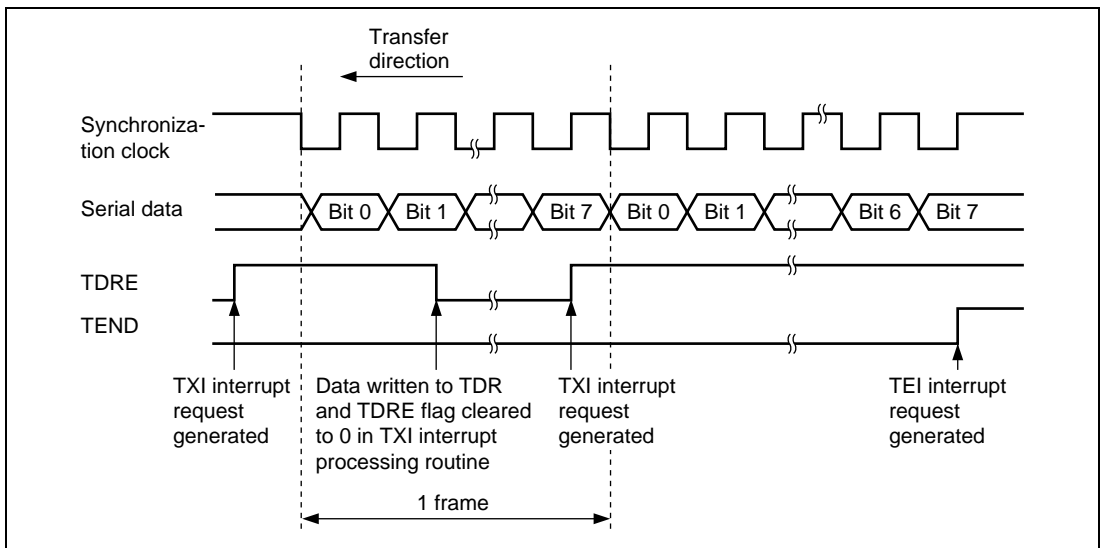 Transfer
direction
Synchroniza-
tion clock
Serial data
Bit 0 Bit 1 Bit 7 Bit 0 Bit 1 Bit 6 Bit 7
TDRE
TEND
TXI interrupt
request
generated
Data written to TDR
and TDRE flag cleared
to 0 in TXI interrupt
processing routine
TXI interrupt
request
generated
TEI interrupt
request
generated
1 frame